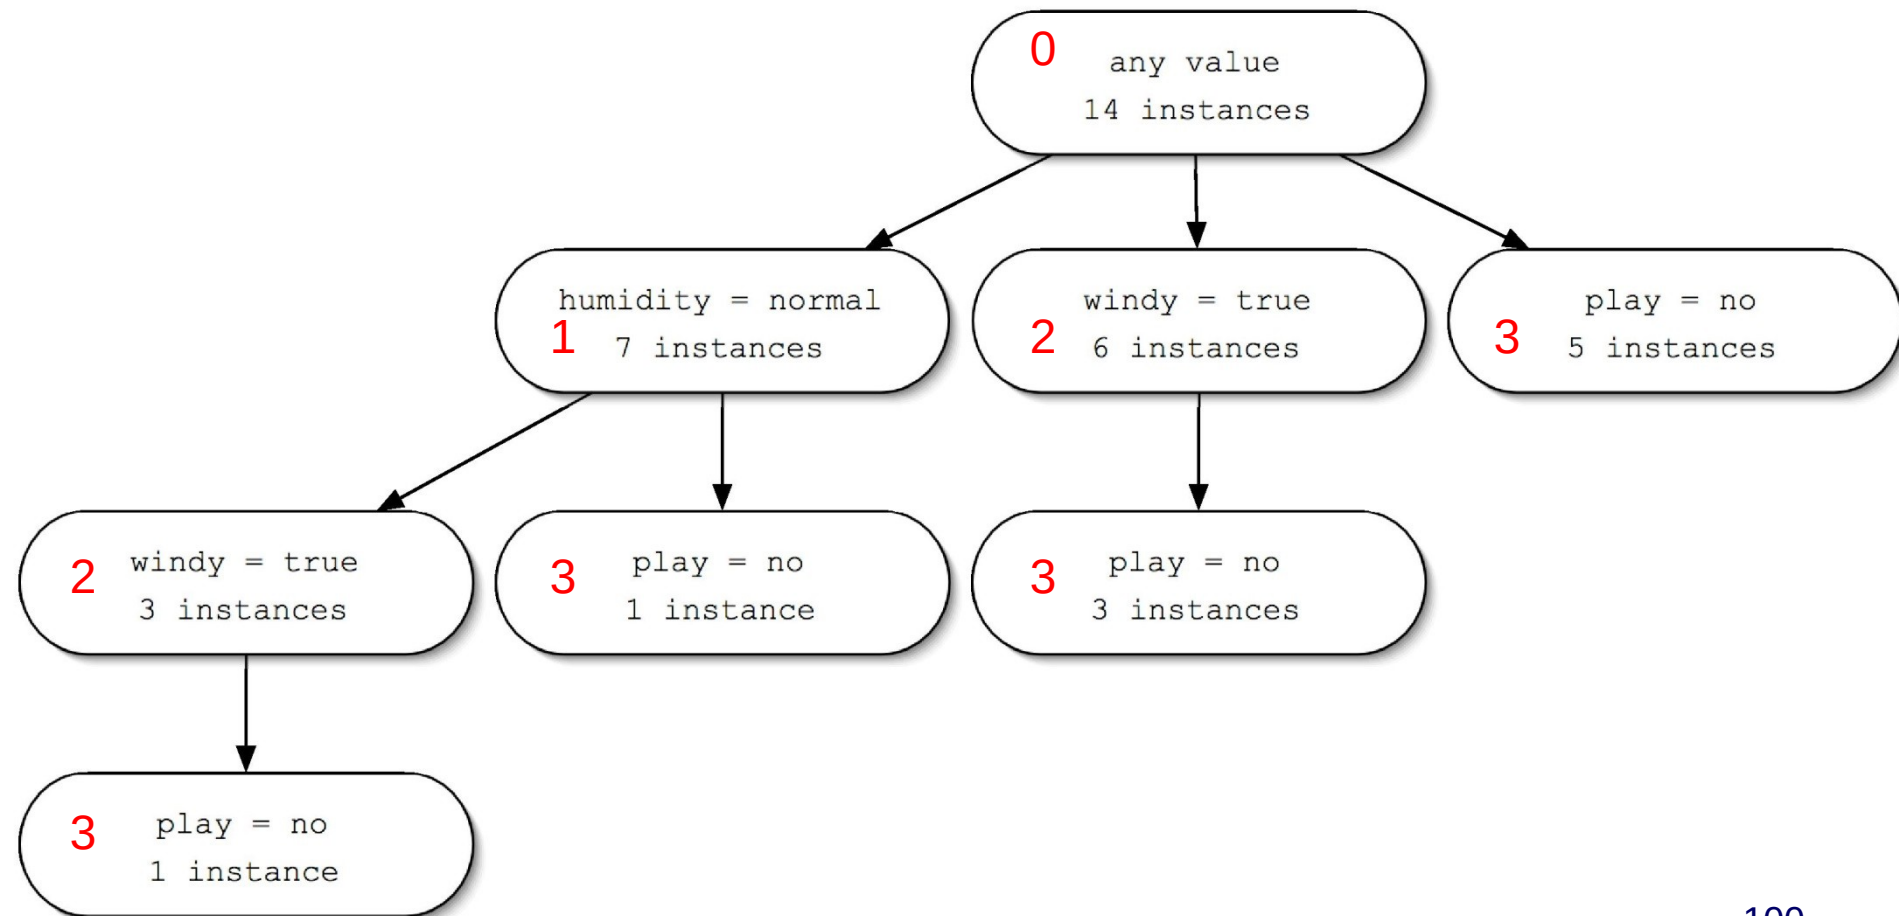 0
any value
14 instances
humidity = normal
1 7 instances
windy = true
2 6 instances
play = no
3 5 instances
2 windy = true
3 instances
3 play = no
1 instance
3 play = no
3 instances
3 play = no
1 instance